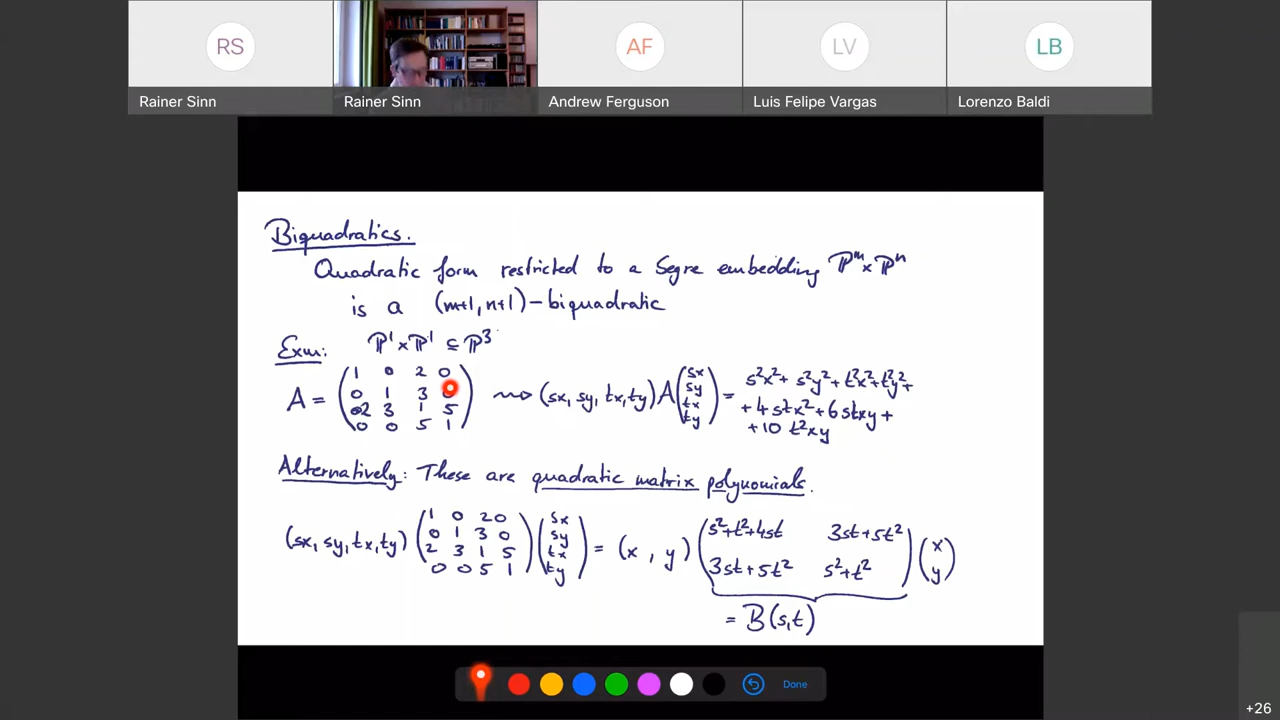 RS
AF
LV
LB
Rainer Sinn
Rainer Sinn
Andrew Ferguson
Luis Felipe Vargas
Lorenzo Baldi
Biquadratics.
Quadratic form restricted to a Segre embedding ℙᵐ×ℙⁿ
is a (m+1, n+1)-biquadratic
Exm: ℙ¹×ℙ¹ ⊆ ℙ³
A = (1 0 2 0; 0 1 3 0; 2 3 1 5; 0 0 5 1) ⇝ (sx, sy, tx, ty) A (sx; sy; tx; ty) = s²x² + s²y² + t²x² + t²y² +
+ 4 stx² + 6 stxy +
+ 10 t²xy
Alternatively: These are quadratic matrix polynomials.
(sx, sy, tx, ty) (1 0 2 0; 0 1 3 0; 2 3 1 5; 0 0 5 1) (sx; sy; tx; ty) = (x, y) (s²+t²+4st 3st+5t²; 3st+5t² s²+t²) (x; y)
= B(s,t)
Done
+26